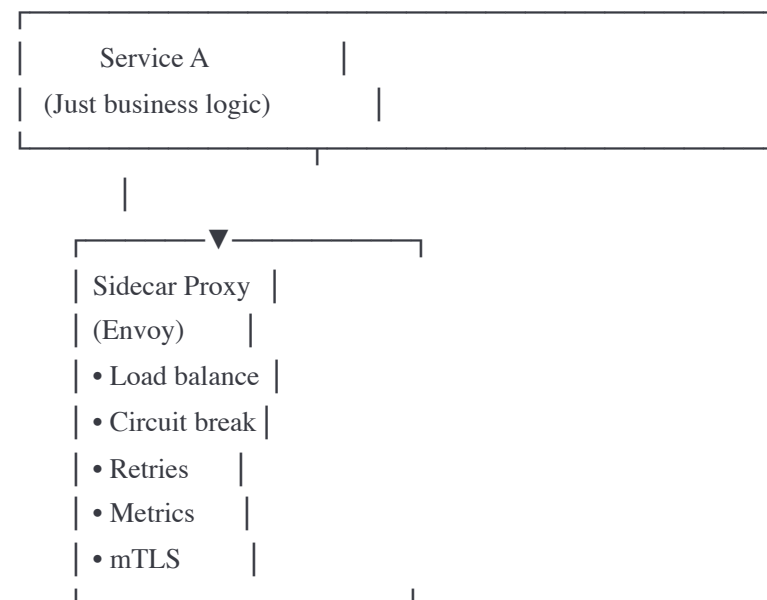 Service A
(Just business logic)
Sidecar Proxy
(Envoy)
• Load balance
• Circuit break
• Retries
• Metrics
• mTLS